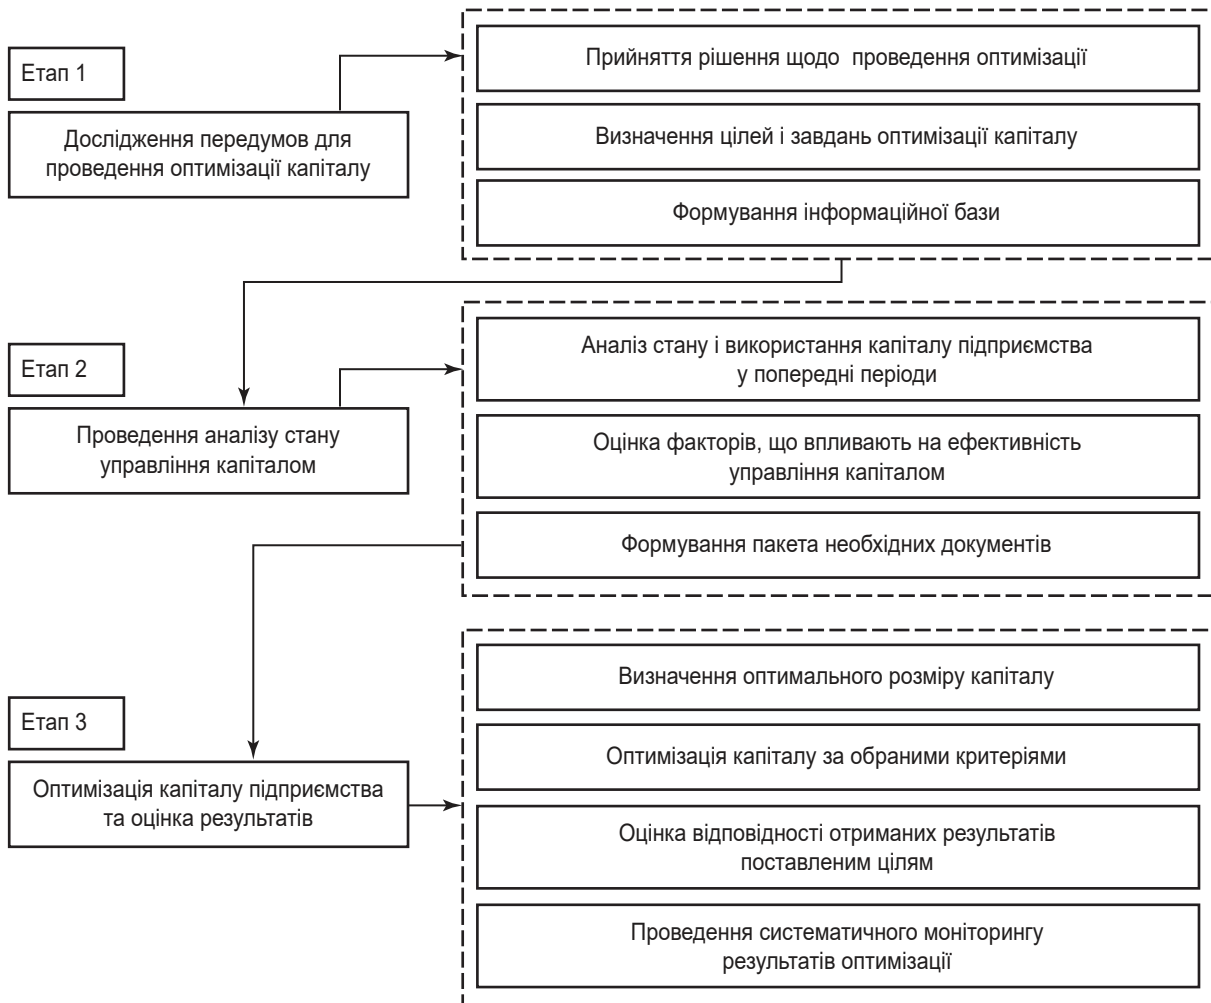 Етап 1
Дослідження передумов для
проведення оптимізації капіталу
Прийняття рішення щодо проведення оптимізації
Визначення цілей і завдань оптимізації капіталу
Формування інформаційної бази
Етап 2
Проведення аналізу стану
управління капіталом
Аналіз стану і використання капіталу підприємства
у попередні періоди
Оцінка факторів, що впливають на ефективність
управління капіталом
Формування пакета необхідних документів
Етап 3
Оптимізація капіталу підприємства
та оцінка результатів
Визначення оптимального розміру капіталу
Оптимізація капіталу за обраними критеріями
Оцінка відповідності отриманих результатів
поставленим цілям
Проведення систематичного моніторингу
результатів оптимізації